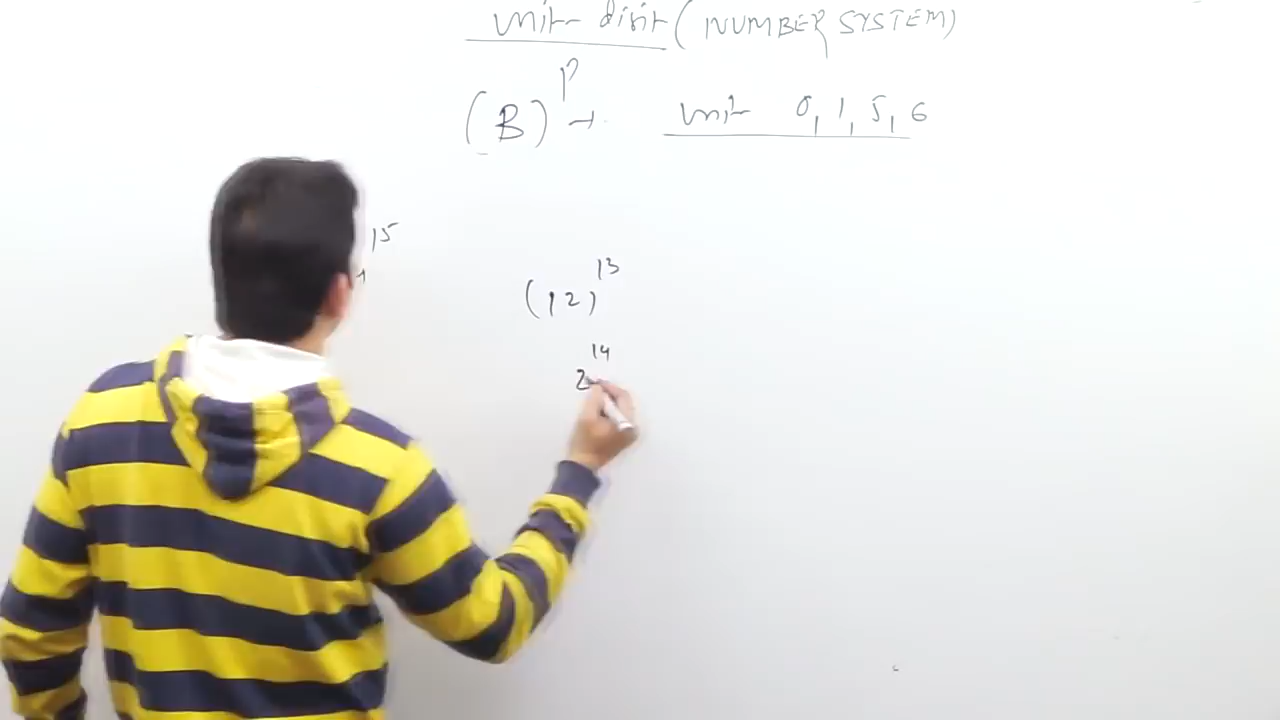 unit digit (NUMBER SYSTEM)
(B)^P → unit 0, 1, 5, 6
15
(12)^13
2^14